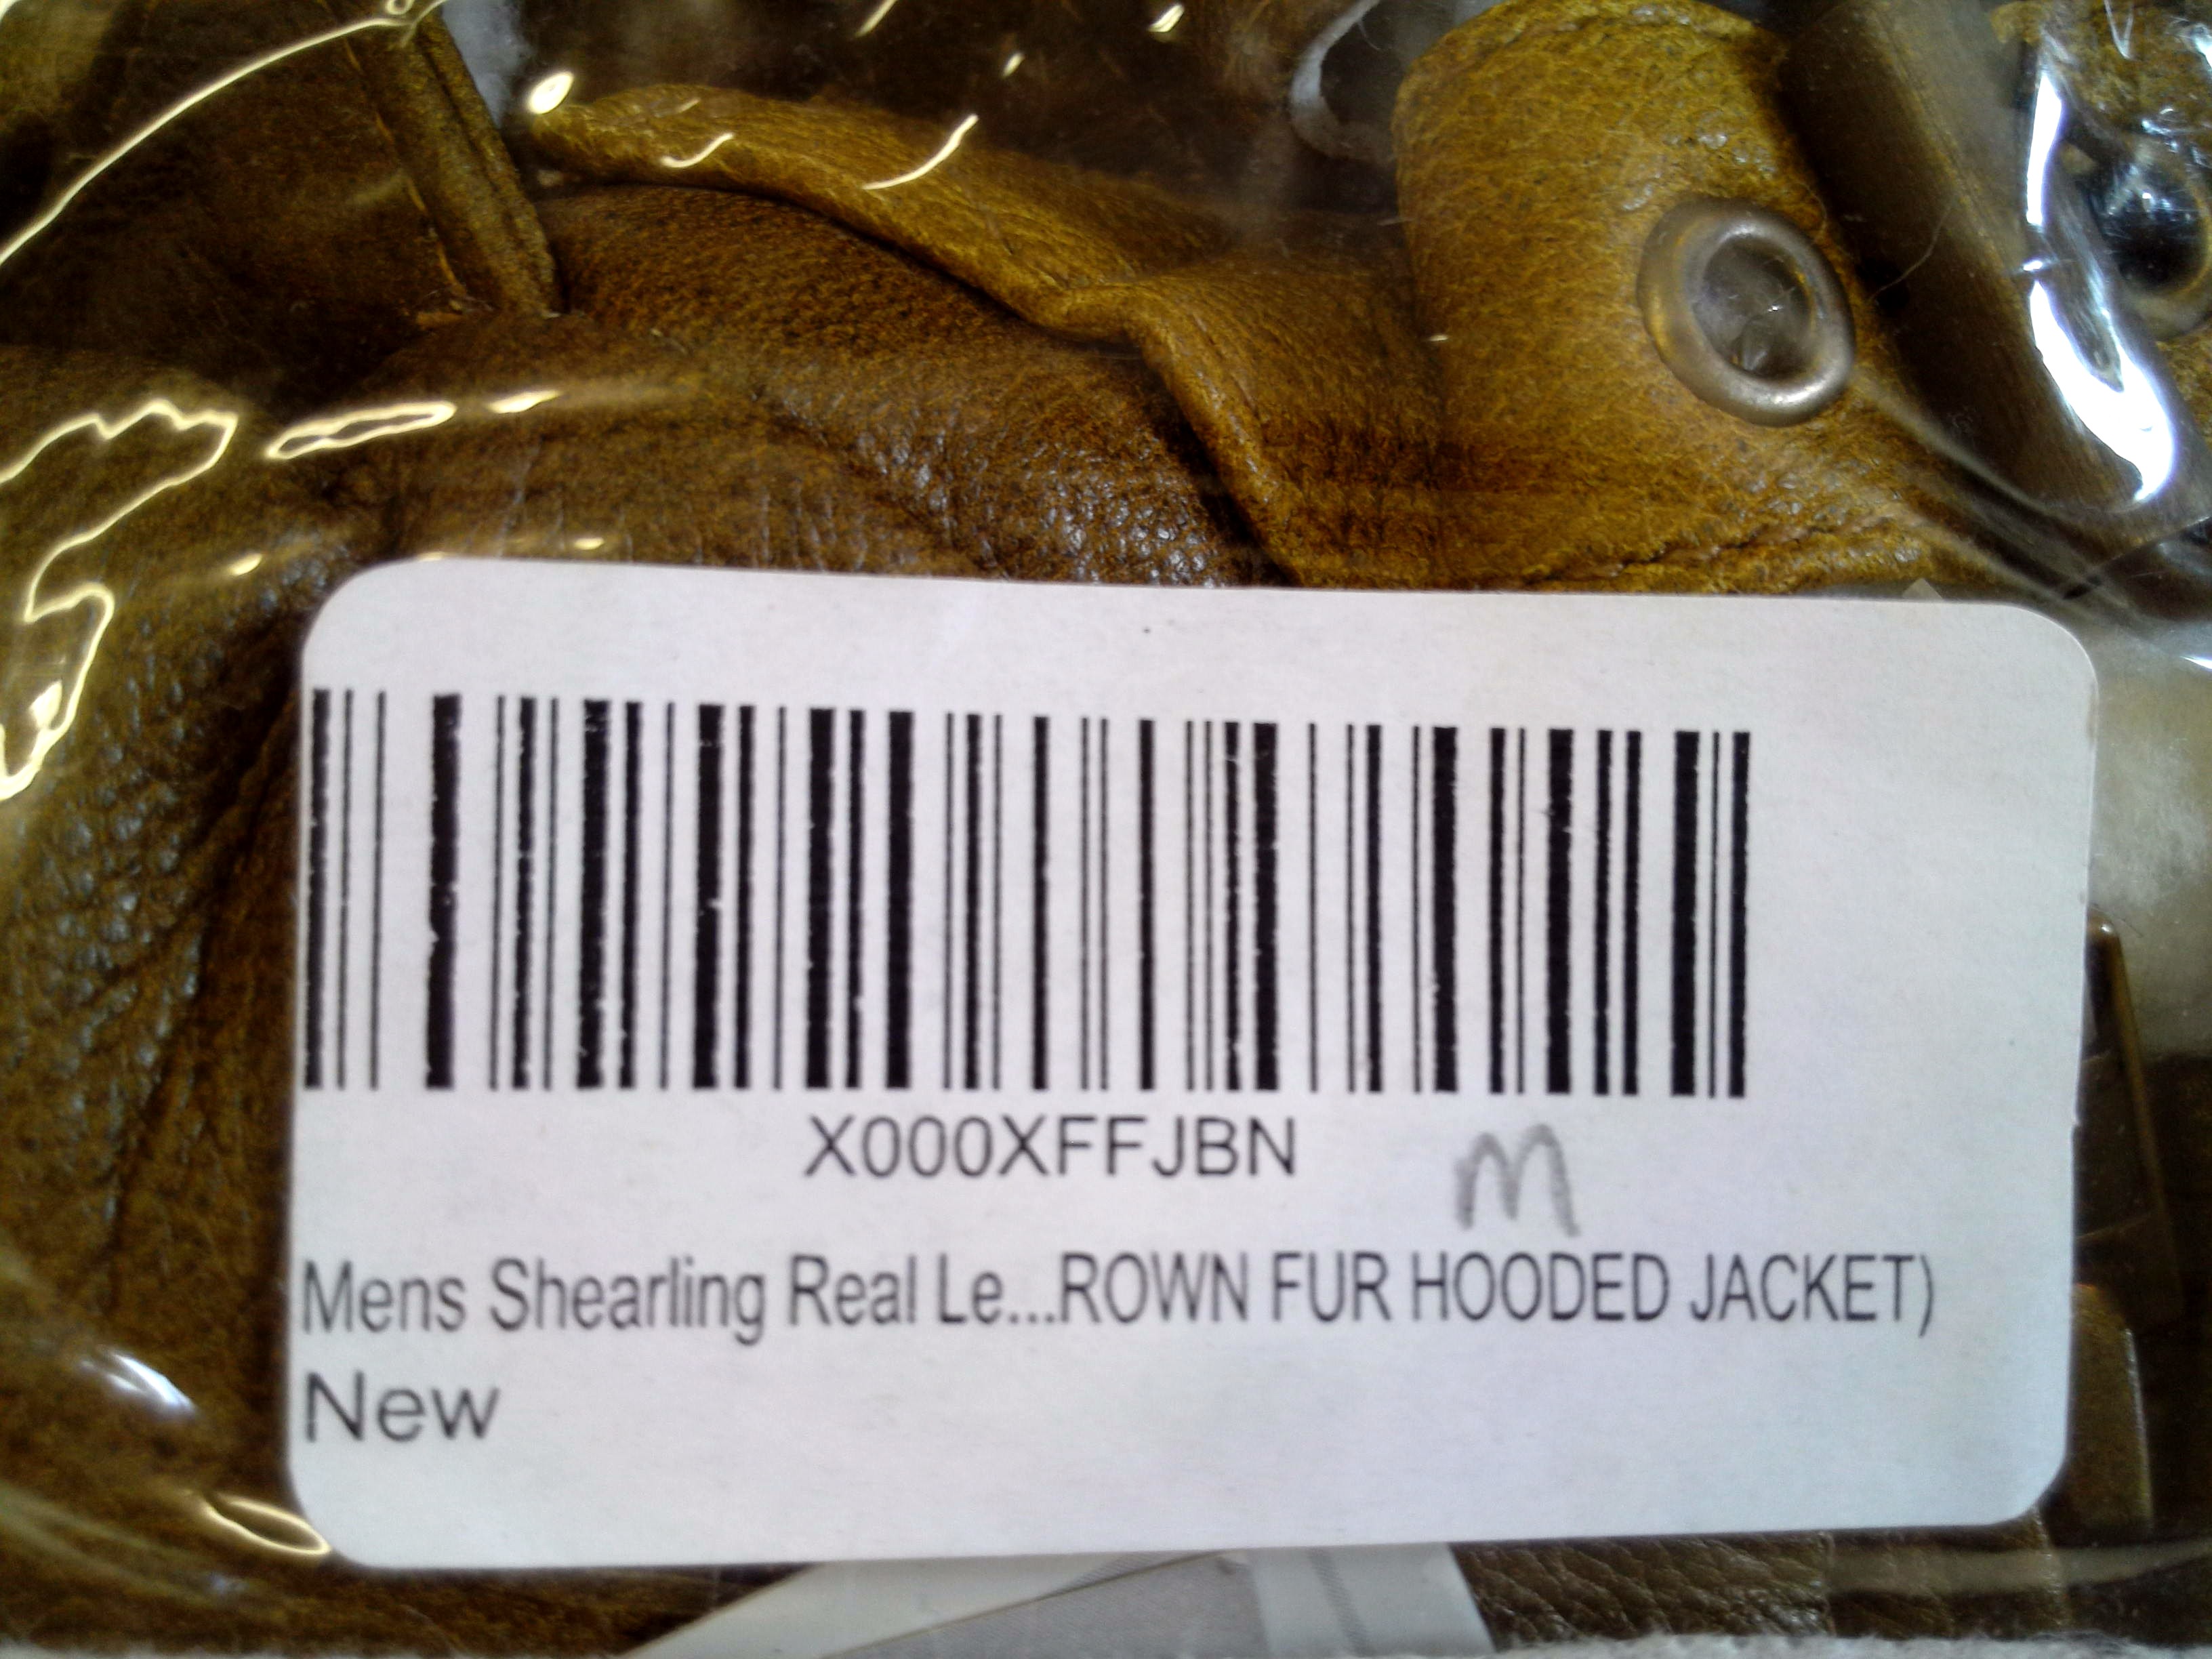 X000XFFJBN
M
Mens Shearling Real Le...ROWN FUR HOODED JACKET)
New